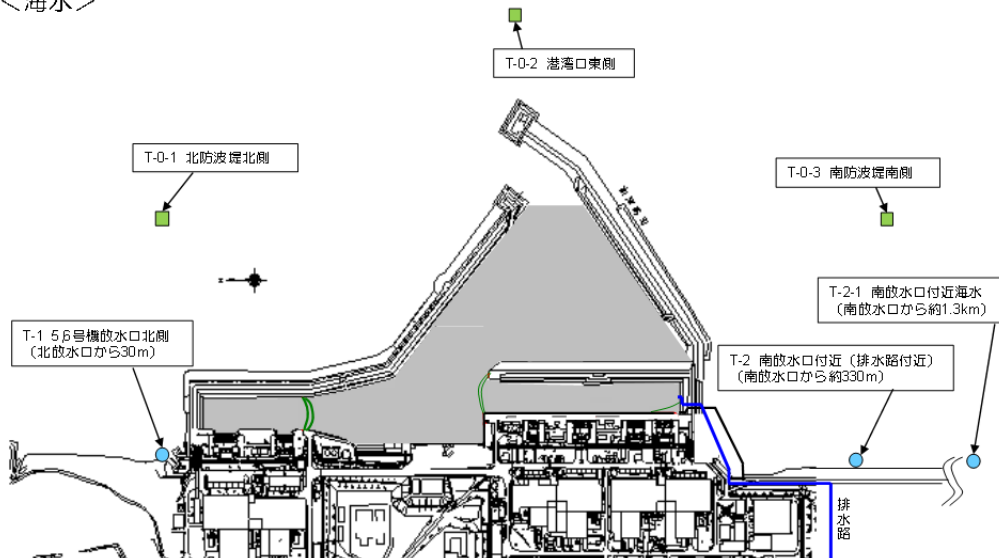 ＜海水＞
T-0-2 港湾口東側
T-0-1 北防波堤北側
T-0-3 南防波堤南側
T-2-1 南放水口付近海水
（南放水口から約1.3km）
T-1 5,6号機放水口北側
（北放水口から30m）
T-2 南放水口付近（排水路付近）
（南放水口から約330m）
排水路